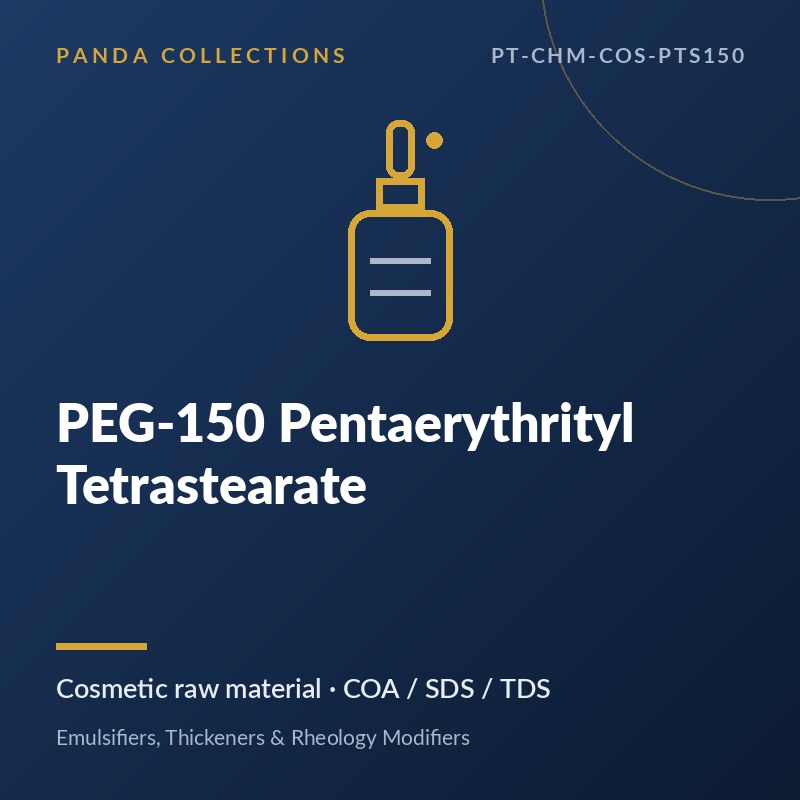 PANDA COLLECTIONS
PT-CHM-COS-PTS150
PEG-150 Pentaerythrityl
Tetrastearate
Cosmetic raw material · COA / SDS / TDS
Emulsifiers, Thickeners & Rheology Modifiers